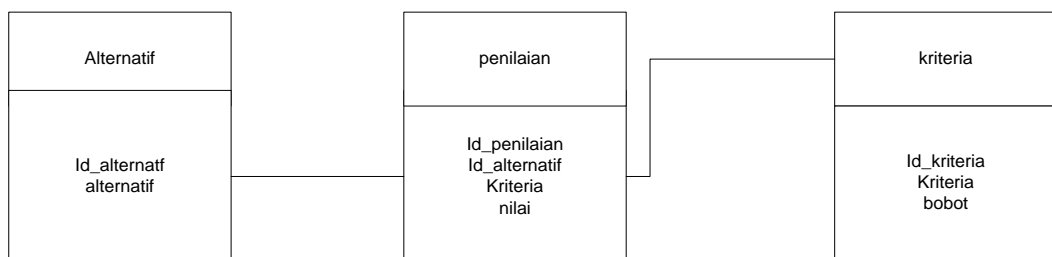 Alternatif
Id_alternatf
alternatif
penilaian
Id_penilaian
Id_alternatif
Kriteria
nilai
kriteria
Id_kriteria
Kriteria
bobot